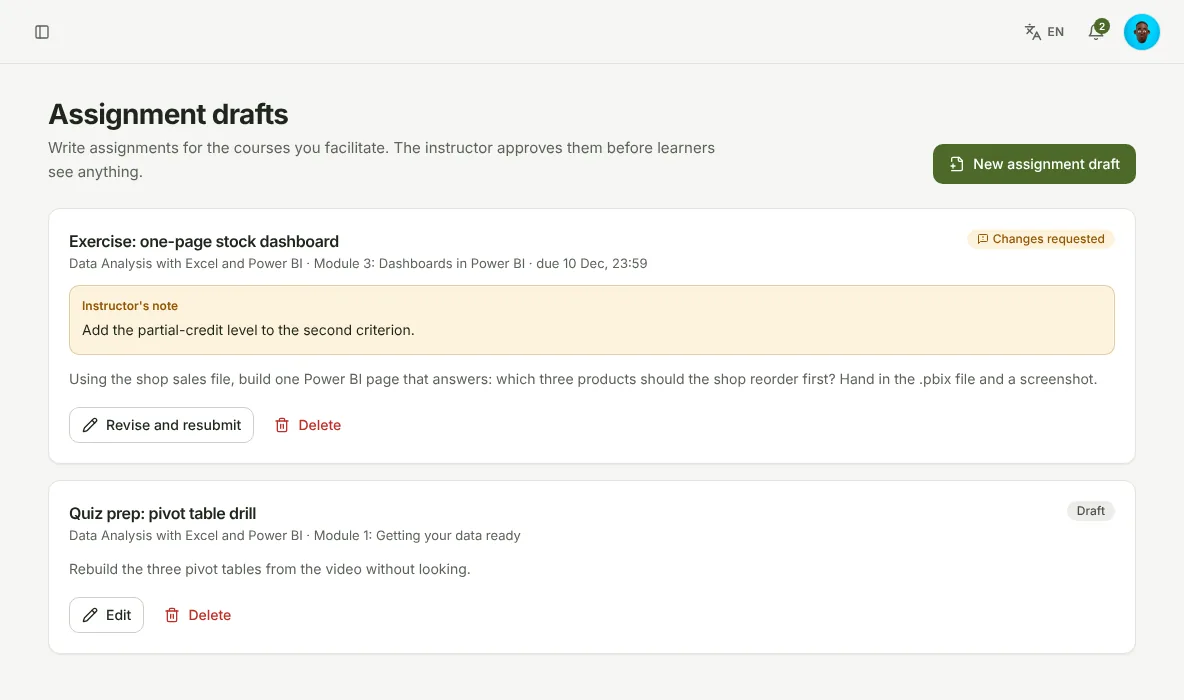 EN
2
Assignment drafts
Write assignments for the courses you facilitate. The instructor approves them before learners
see anything.
New assignment draft
Exercise: one-page stock dashboard
Changes requested
Data Analysis with Excel and Power BI · Module 3: Dashboards in Power BI · due 10 Dec, 23:59
Instructor's note
Add the partial-credit level to the second criterion.
Using the shop sales file, build one Power BI page that answers: which three products should the shop reorder first? Hand in the .pbix file and a screenshot.
Revise and resubmit
Delete
Quiz prep: pivot table drill
Draft
Data Analysis with Excel and Power BI · Module 1: Getting your data ready
Rebuild the three pivot tables from the video without looking.
Edit
Delete